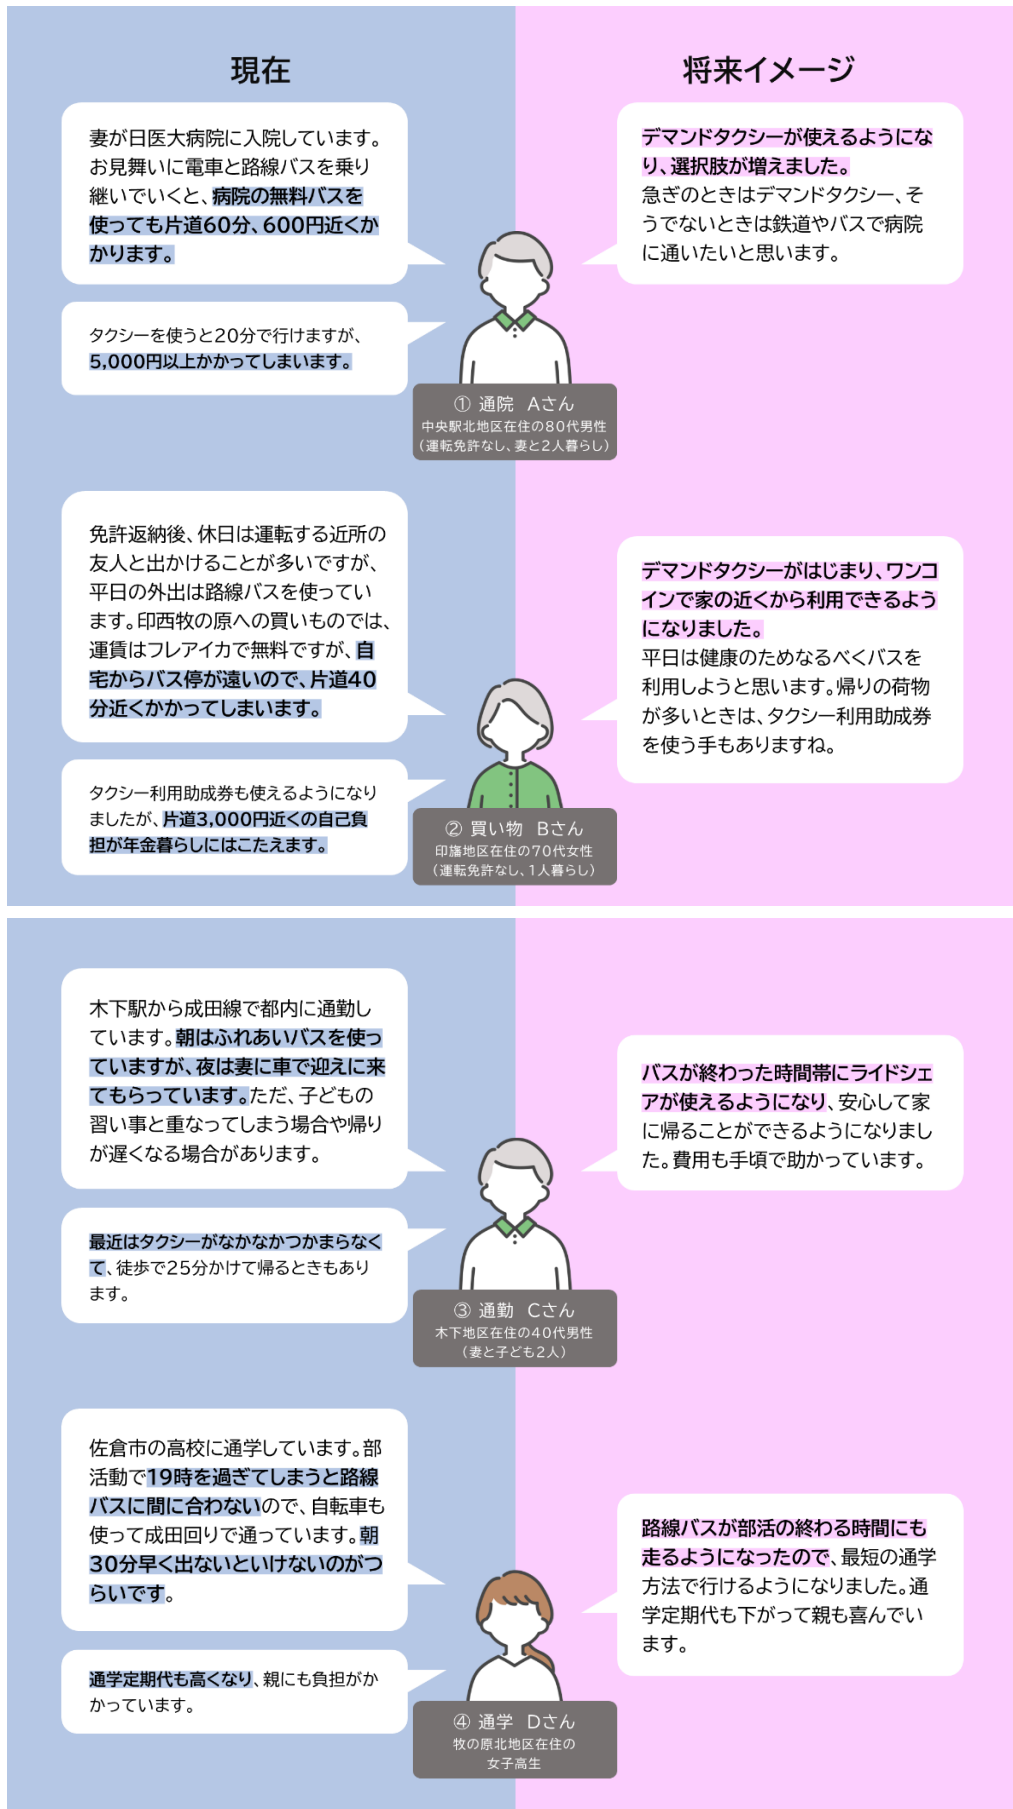 現在
将来イメージ
妻が日医大病院に入院しています。
お見舞いに電車と路線バスを乗り
継いでいくと、病院の無料バスを
使っても片道60分、600円近くか
かります。
タクシーを使うと20分で行けますが、
5,000円以上かかってしまいます。
デマンドタクシーが使えるようにな
り、選択肢が増えました。
急ぎのときはデマンドタクシー、そ
うでないときは鉄道やバスで病院
に通いたいと思います。
① 通院 Aさん
中央駅北地区在住の80代男性
(運転免許なし、妻と2人暮らし)
免許返納後、休日は運転する近所の
友人と出かけることが多いですが、
平日の外出は路線バスを使ってい
ます。印西牧の原への買いものでは、
運賃はフレアイカで無料ですが、自
宅からバス停が遠いので、片道40
分近くかかってしまいます。
タクシー利用助成券も使えるようになり
ましたが、片道3,000円近くの自己負
担が年金暮らしにはこたえます。
デマンドタクシーがはじまり、ワンコ
インで家の近くから利用できるよう
になりました。
平日は健康のためなるべくバスを
利用しようと思います。帰りの荷物
が多いときは、タクシー利用助成券
を使う手もありますね。
② 買い物 Bさん
印旛地区在住の70代女性
(運転免許なし、1人暮らし)
木下駅から成田線で都内に通勤し
ています。朝はふれあいバスを使っ
ていますが、夜は妻に車で迎えに来
てもらっています。ただ、子どもの
習い事と重なってしまう場合や帰り
が遅くなる場合があります。
最近はタクシーがなかなかつかまらなく
て、徒歩で25分かけて帰るときもあり
ます。
バスが終わった時間帯にライドシェ
アが使えるようになり、安心して家
に帰ることができるようになりまし
た。費用も手頃で助かっています。
③ 通勤 Cさん
木下地区在住の40代男性
(妻と子ども2人)
佐倉市の高校に通学しています。部
活動で19時を過ぎてしまうと路線
バスに間に合わないので、自転車も
使って成田回りで通っています。朝
30分早く出ないといけないのがつ
らいです。
通学定期代も高くなり、親にも負担がか
かっています。
路線バスが部活の終わる時間にも
走るようになったので、最短の通学
方法で行けるようになりました。通
学定期代も下がって親も喜んでい
ます。
④ 通学 Dさん
牧の原北地区在住の
女子高生